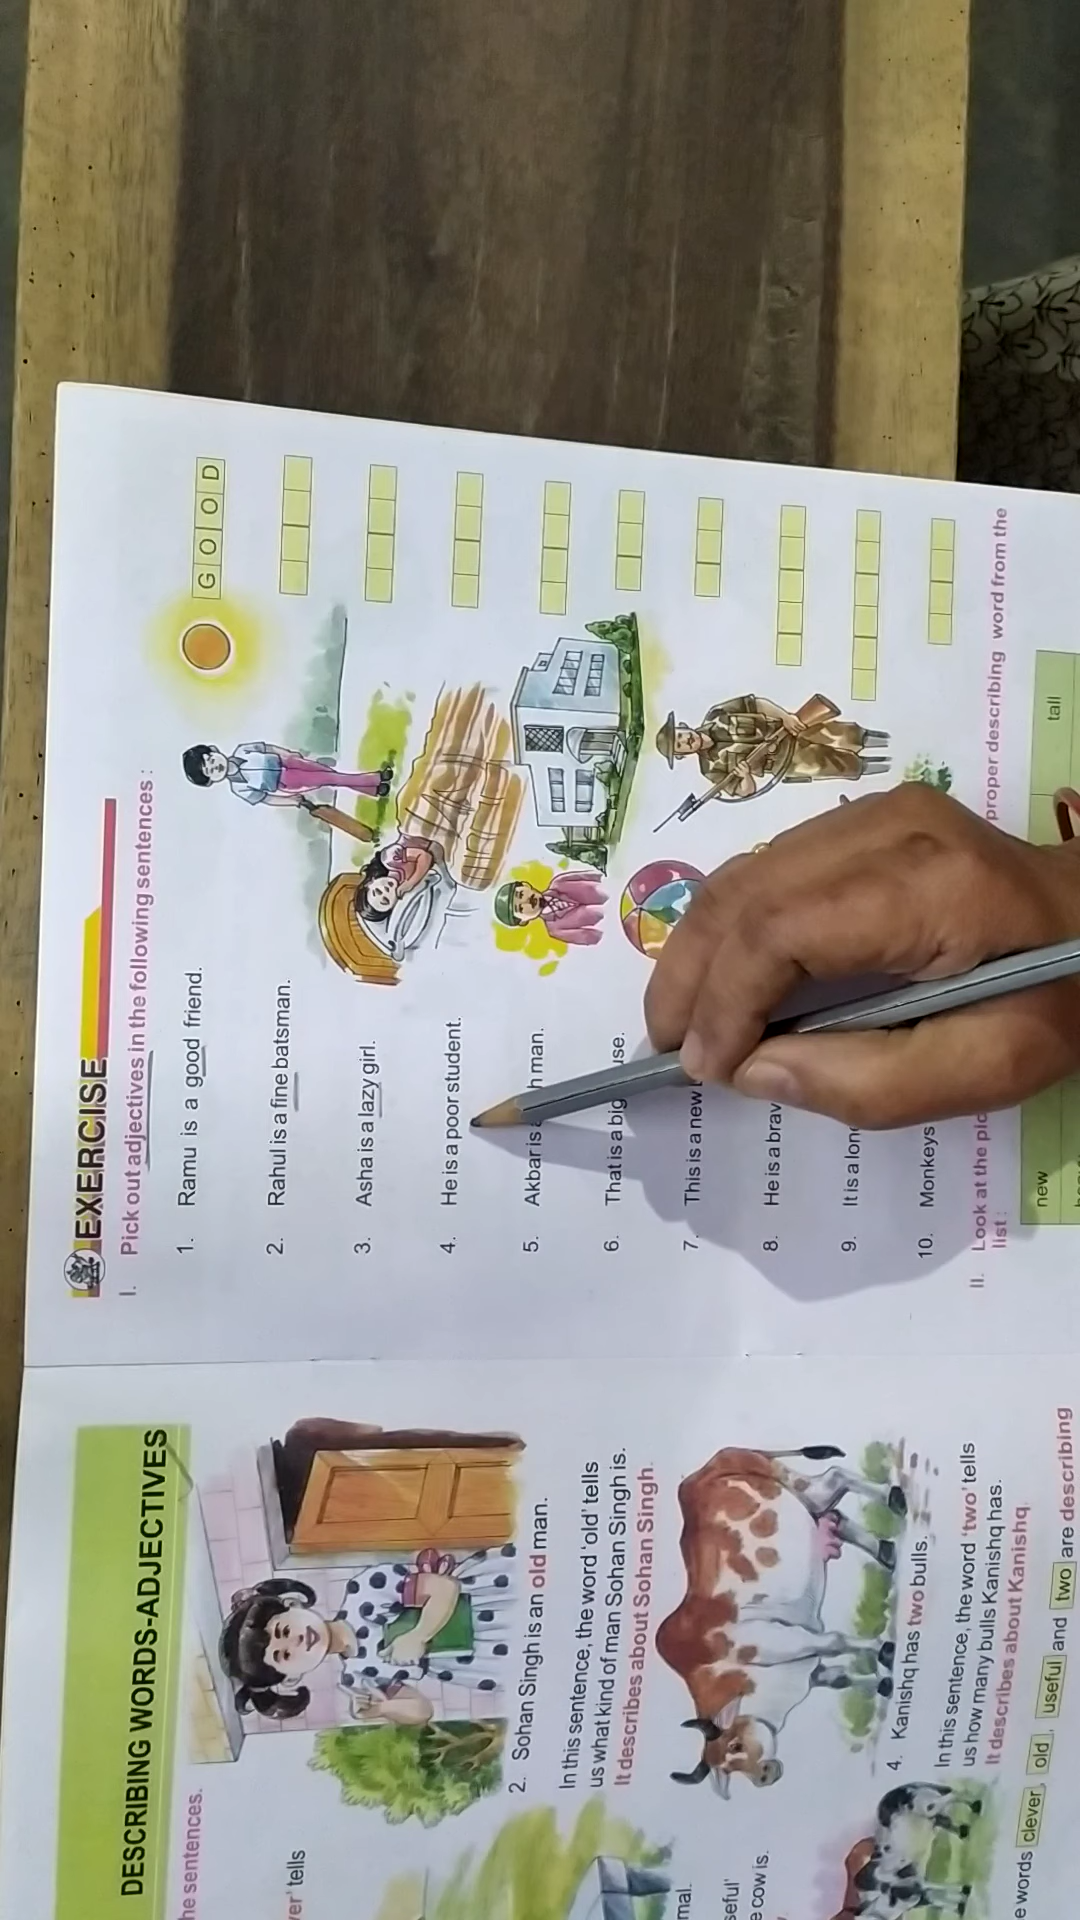 DESCRIBING WORDS-ADJECTIVES
he sentences.
2. Sohan Singh is an old man.
tells
In this sentence, the word 'old' tells
us what kind of man Sohan Singh is.
It describes about Sohan Singh.
4. Kanishq has two bulls.
In this sentence, the word 'two' tells
us how many bulls Kanishq has.
It describes about Kanishq
mal.
e cow is.
e words clever, old, useful and two are describing
EXERCISE
I. Pick out adjectives in the following sentences :
1. Ramu is a good friend. GOOD
2. Rahul is a fine batsman.
3. Asha is a lazy girl.
4. He is a poor student.
5. Akbar is h man.
6. That is a big use.
7. This is a new
8. He is a brav
9. It is a long
10. Monkeys
II. Look at the pic proper describing word from the
list :
new tall